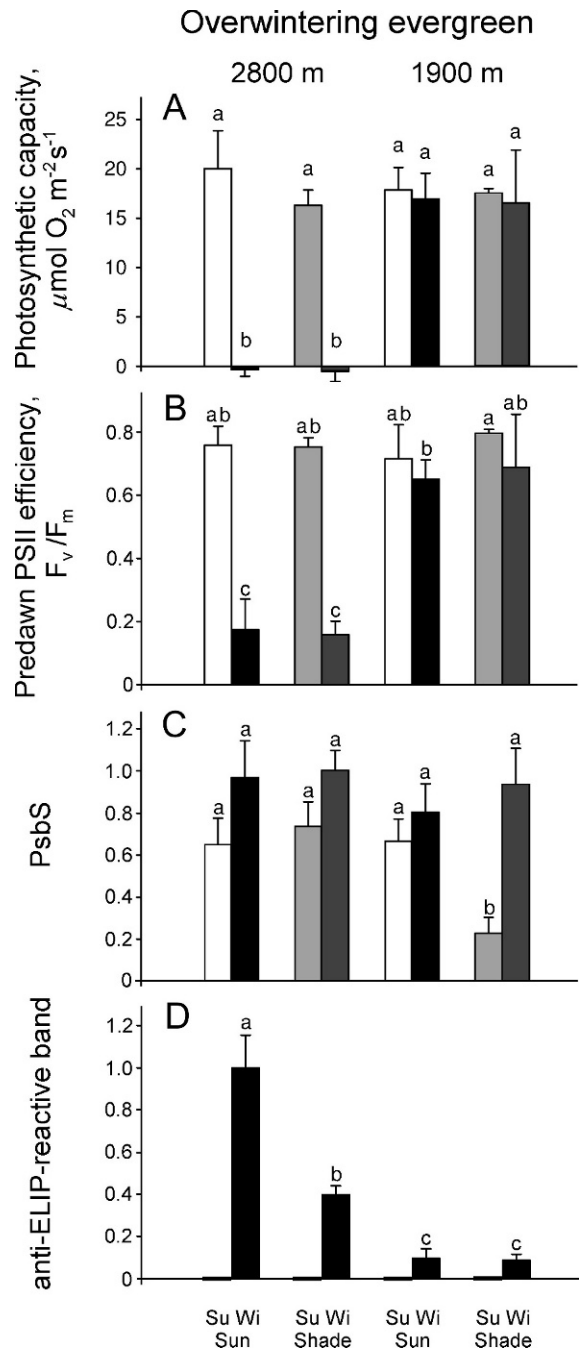 Overwintering evergreen
2800 m 1900 m
A
Photosynthetic capacity,
µmol O2 m-2s-1
25
20
15
10
5
0
a
b
a
b
a a
a
a
B
Predawn PSII efficiency,
Fv/Fm
0.8
0.6
0.4
0.2
0
ab
c
ab
c
ab
b
a
ab
C
PsbS
1.2
1.0
0.8
0.6
0.4
0.2
0
a
a
a
a
a
a
b
a
D
anti-ELIP-reactive band
1.2
1.0
0.8
0.6
0.4
0.2
0
a
b
c
c
Su Wi Su Wi Su Wi Su Wi
Sun Shade Sun Shade